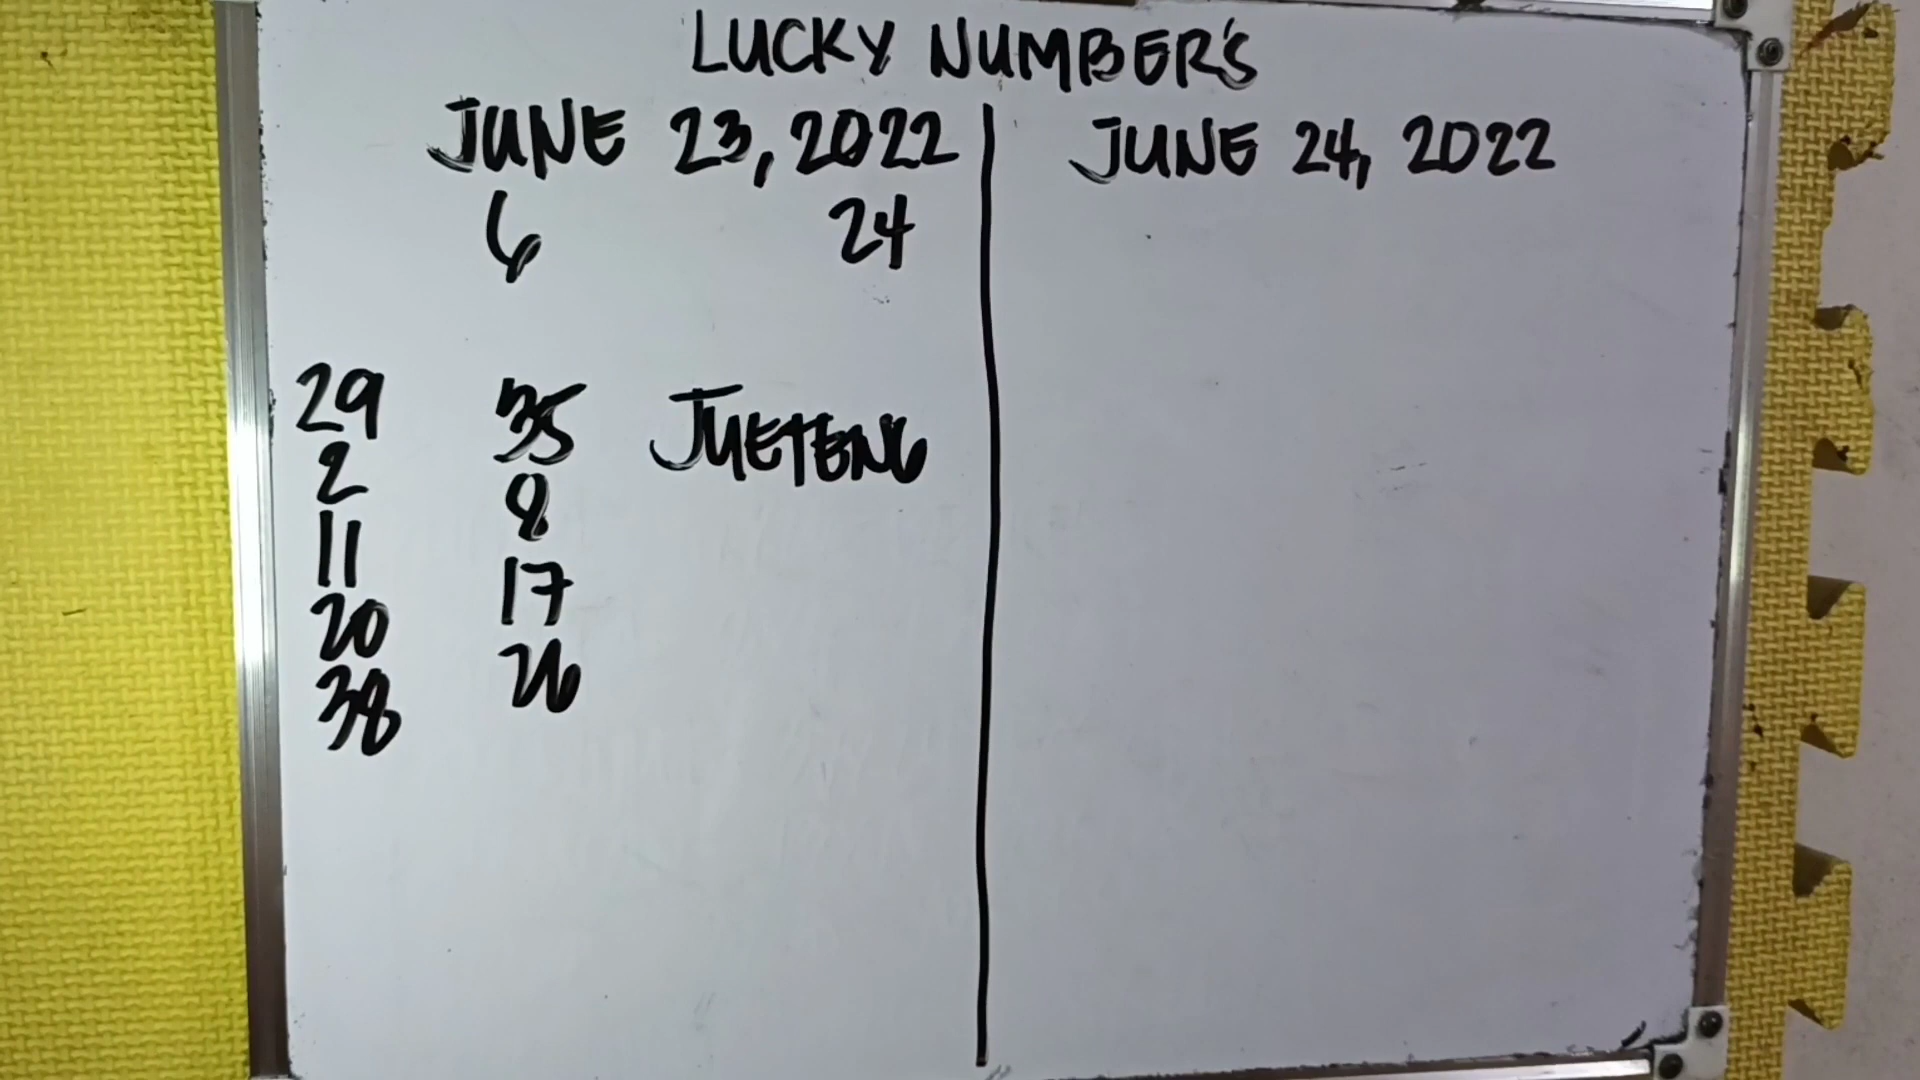 LUCKY NUMBER'S
JUNE 23, 2022
JUNE 24, 2022
6 24
29 35 JUETENG
2 8
11 17
20 26
38